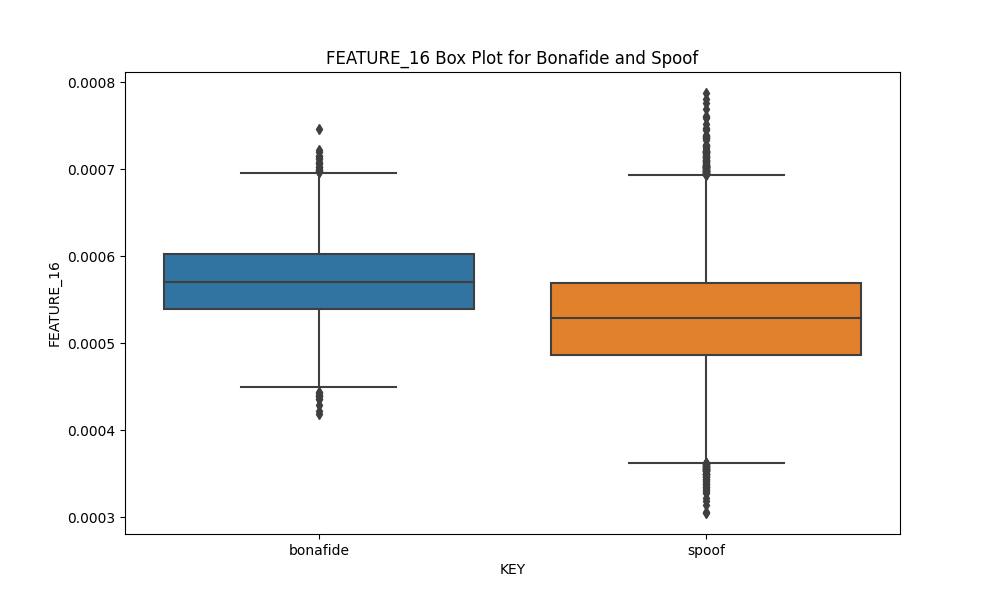 FEATURE_16 Box Plot for Bonafide and Spoof
0.0008
0.0007
0.0006
0.0005
0.0004
0.0003
FEATURE_16
bonafide
spoof
KEY